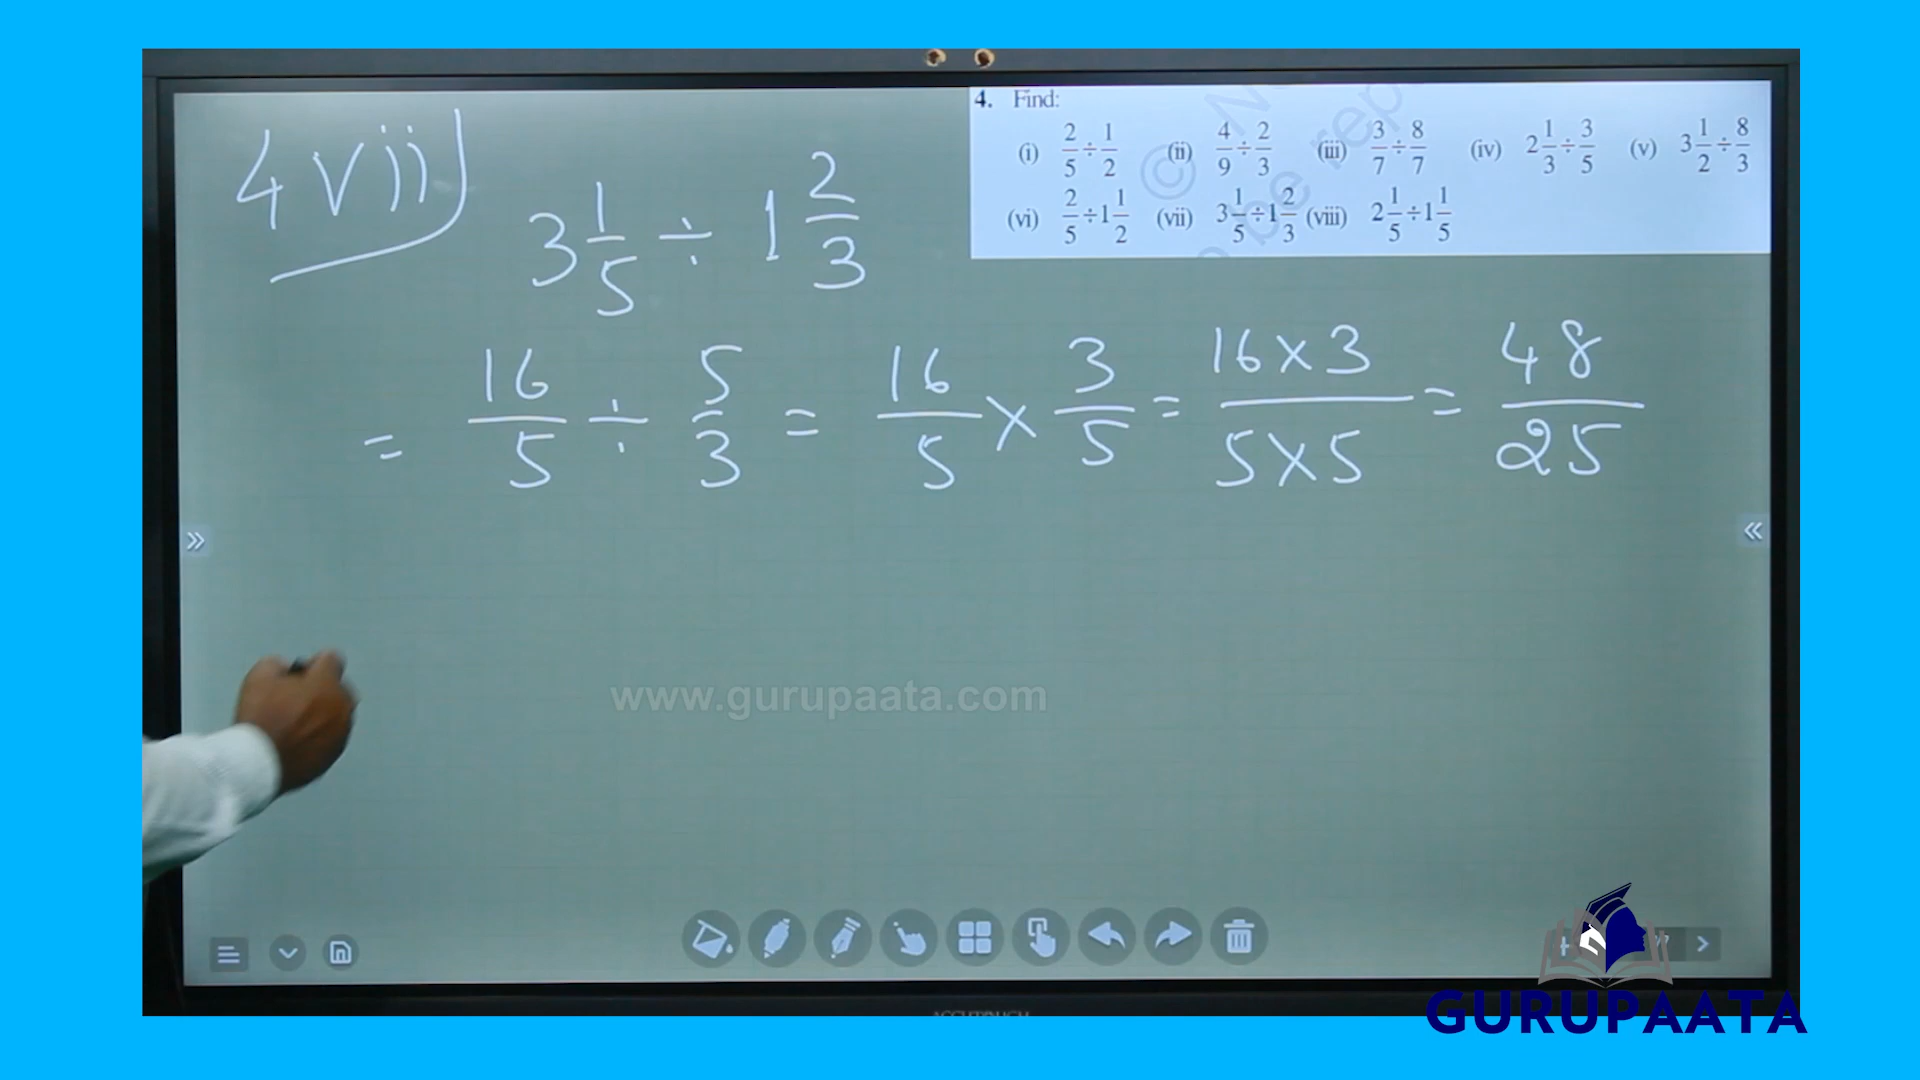 4 vii)
3 1/5 ÷ 1 2/3
= 16/5 ÷ 5/3 = 16/5 × 3/5 = 16×3/5×5 = 48/25
4. Find:
(i) 2/5 ÷ 1/2 (ii) 4/9 ÷ 2/3 (iii) 3/7 ÷ 8/7 (iv) 2 1/3 ÷ 3/5 (v) 3 1/2 ÷ 8/3
(vi) 2/5 ÷ 1 1/2 (vii) 3 1/5 ÷ 1 2/3 (viii) 2 1/5 ÷ 1 1/5
©
be rep
www.gurupaata.com
GURUPAATA